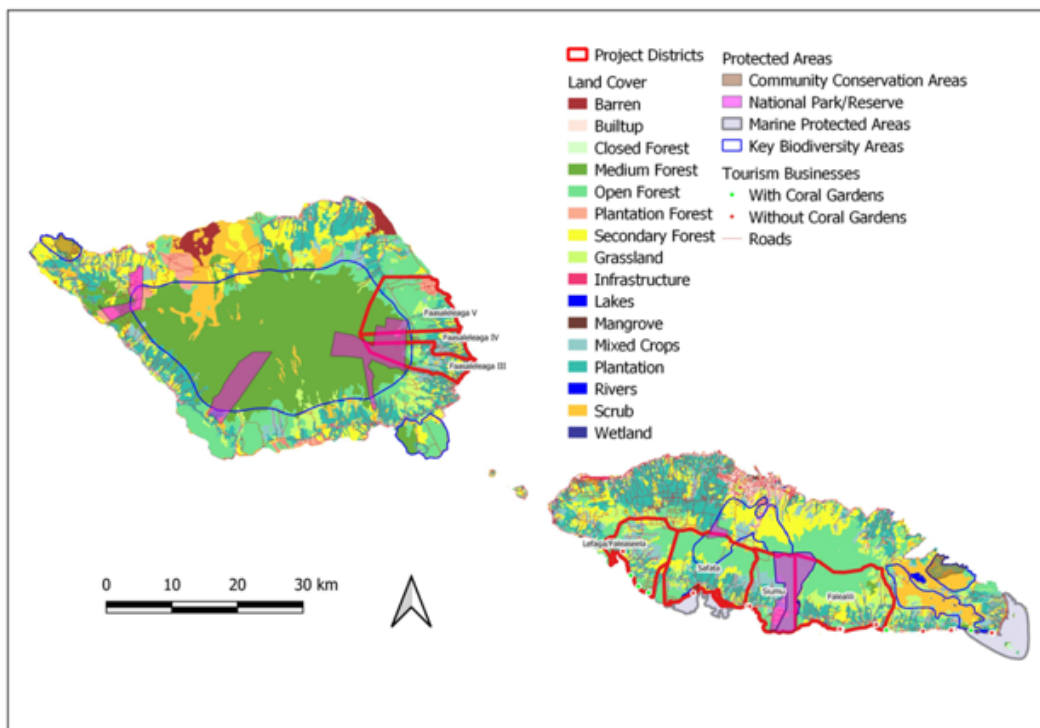 Project Districts
Land Cover
Barren
Builtup
Closed Forest
Medium Forest
Open Forest
Plantation Forest
Secondary Forest
Grassland
Infrastructure
Lakes
Mangrove
Mixed Crops
Plantation
Rivers
Scrub
Wetland
Protected Areas
Community Conservation Areas
National Park/Reserve
Marine Protected Areas
Key Biodiversity Areas
Tourism Businesses
With Coral Gardens
Without Coral Gardens
Roads
Faasaleleaga V
Faasaleleaga IV
Faasaleleaga III
Lefaga/Faleaseela
Safata
Siumu
Falealili
0 10 20 30 km